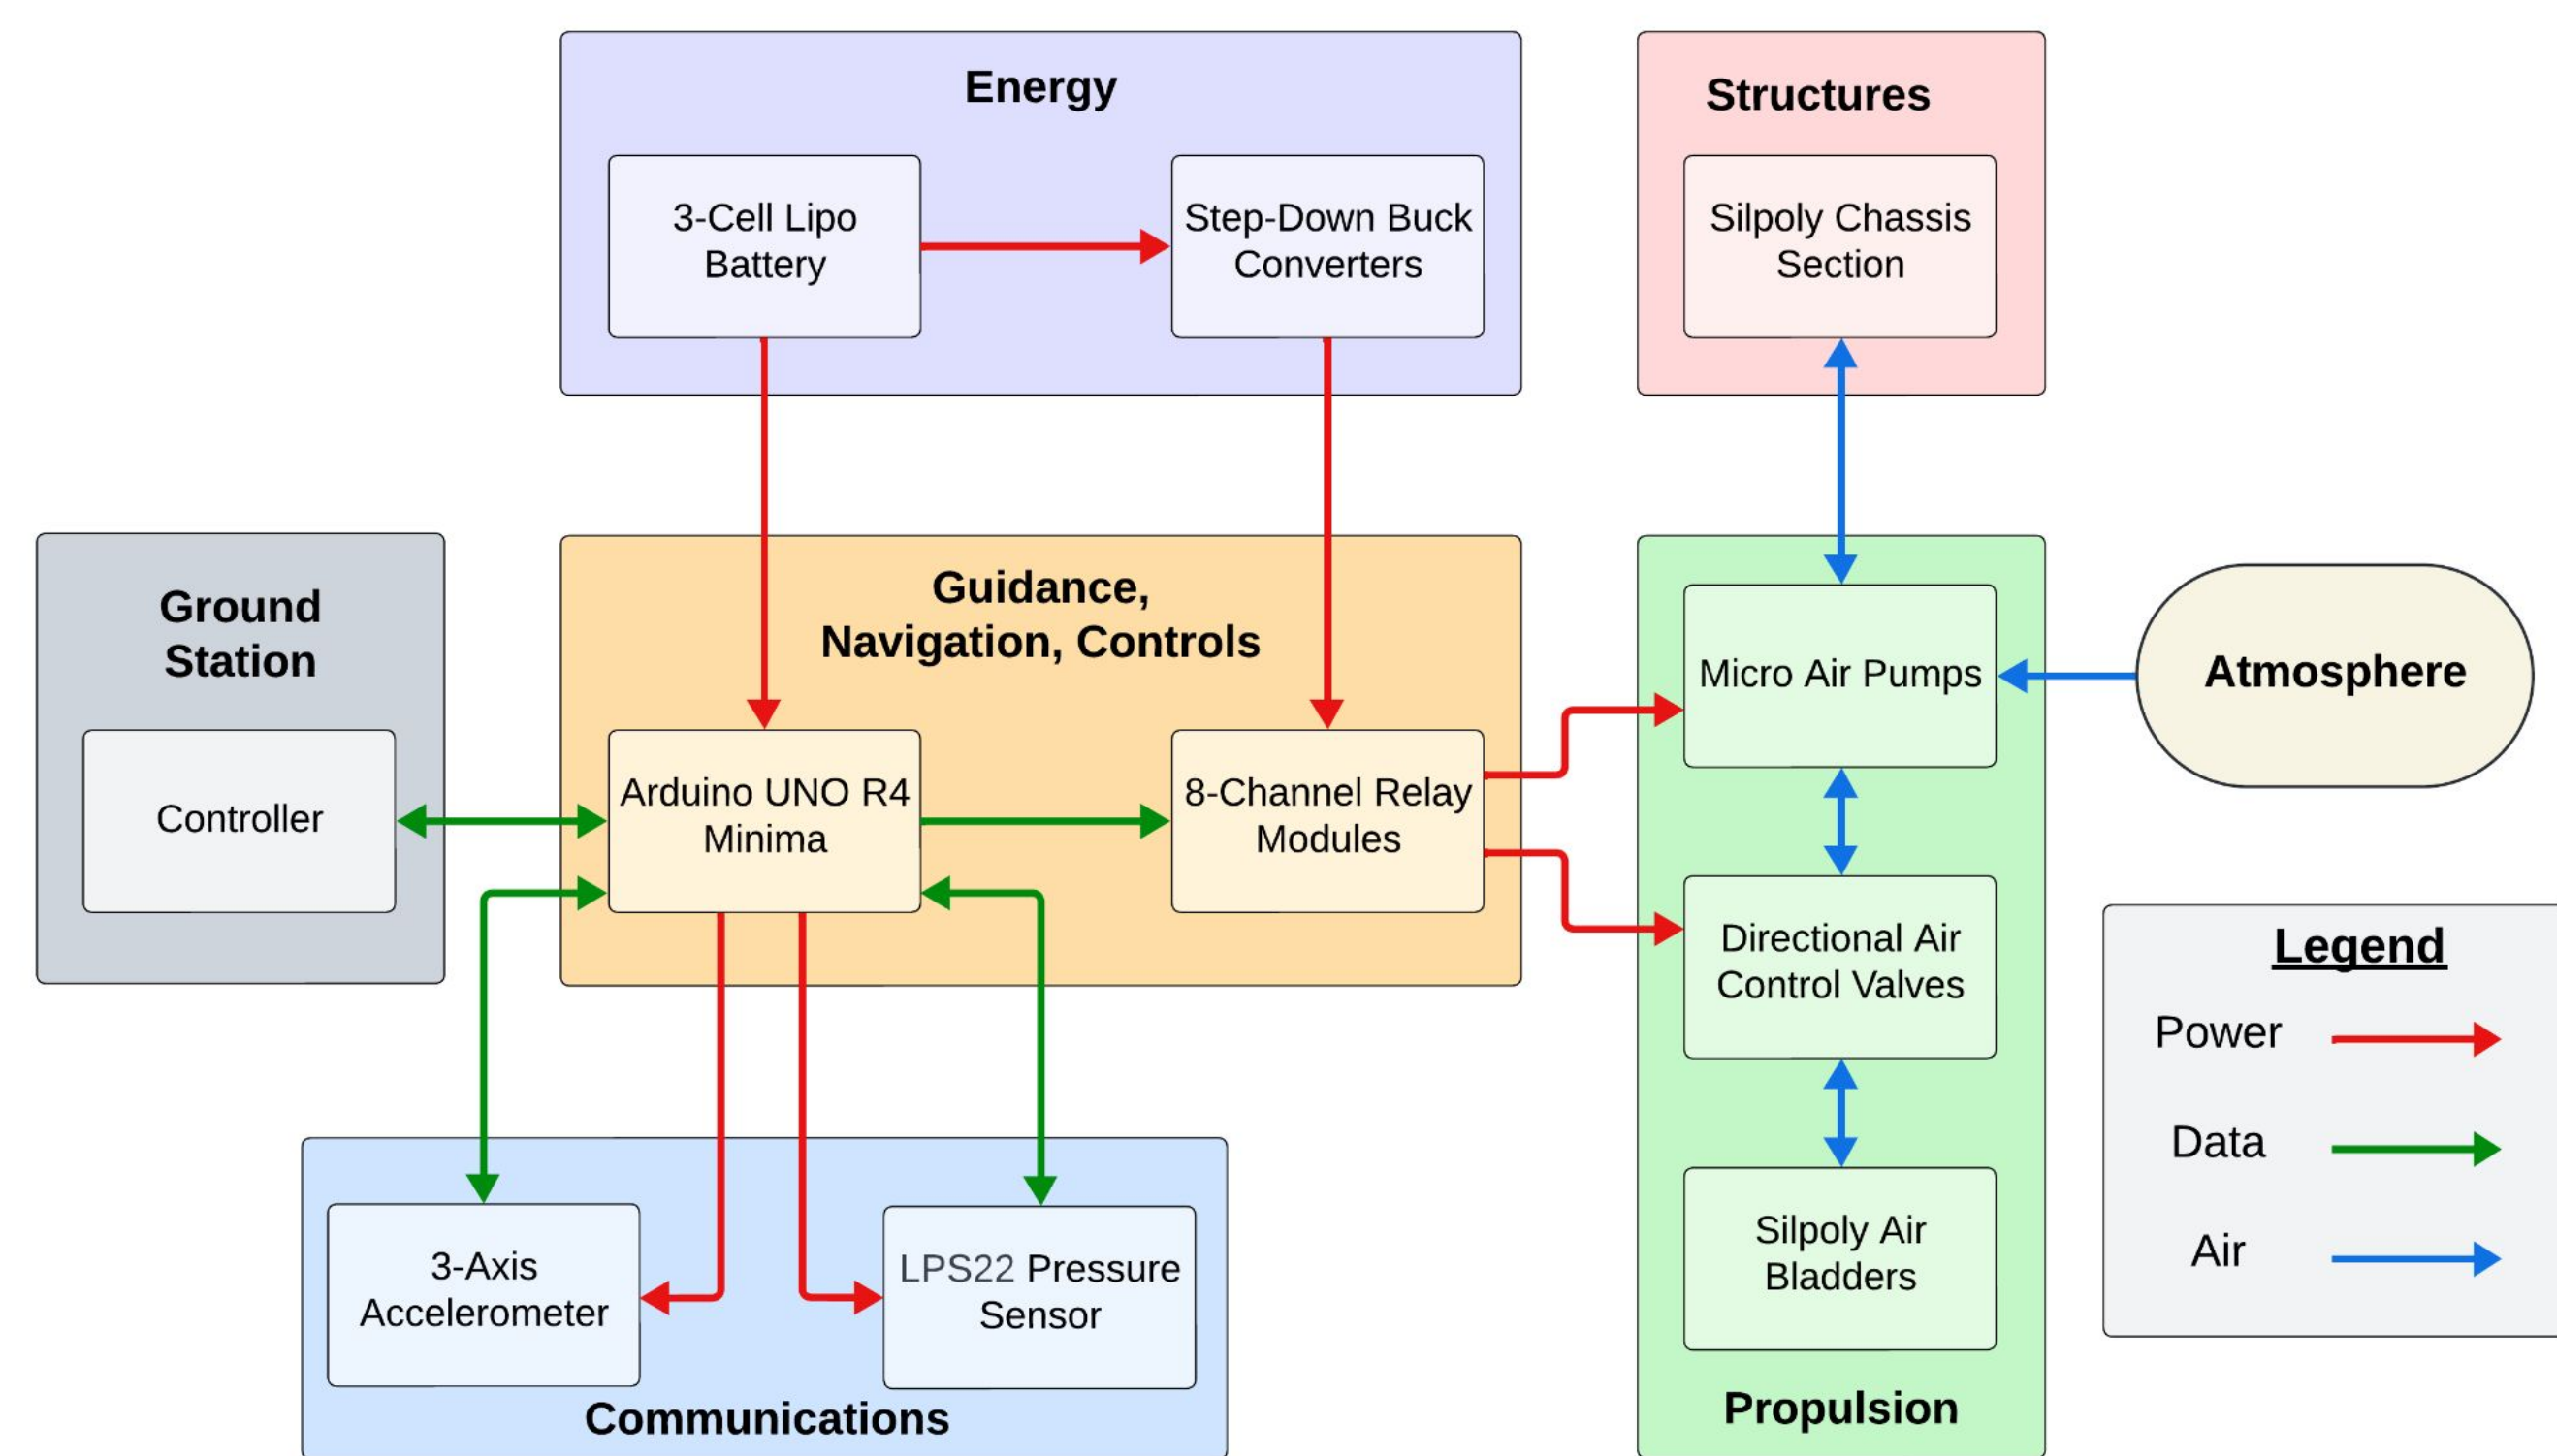 Energy
3-Cell Lipo
Battery
Step-Down Buck
Converters
Structures
Silpoly Chassis
Section
Ground
Station
Controller
Guidance,
Navigation, Controls
Arduino UNO R4
Minima
8-Channel Relay
Modules
Micro Air Pumps
Directional Air
Control Valves
Silpoly Air
Bladders
Propulsion
Atmosphere
3-Axis
Accelerometer
LPS22 Pressure
Sensor
Communications
Legend
Power
Data
Air